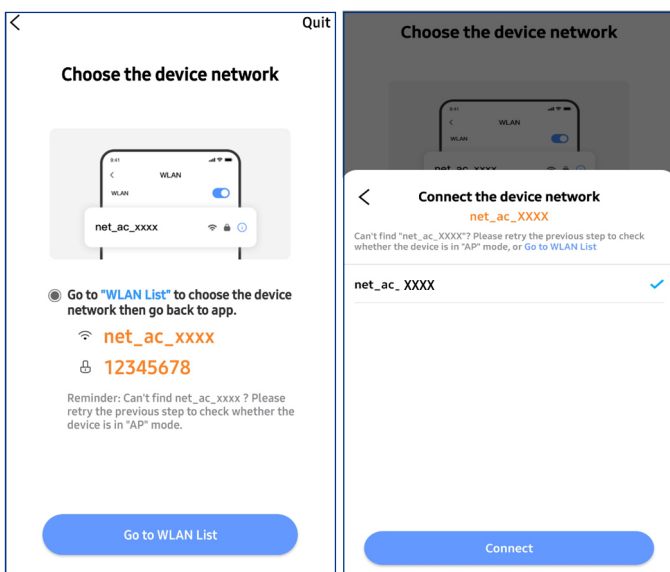 Quit
Choose the device network
9:41
WLAN
WLAN
net_ac_xxxx
Go to "WLAN List" to choose the device
network then go back to app.
net_ac_xxxx
12345678
Reminder: Can't find net_ac_xxxx ? Please
retry the previous step to check whether the
device is in "AP" mode.
Go to WLAN List
Choose the device network
9:41
WLAN
WLAN
net_ac_xxxx
Connect the device network
net_ac_XXXX
Can't find "net_ac_XXXX"? Please retry the previous step to check
whether the device is in "AP" mode, or Go to WLAN List
net_ac_ XXXX
Connect